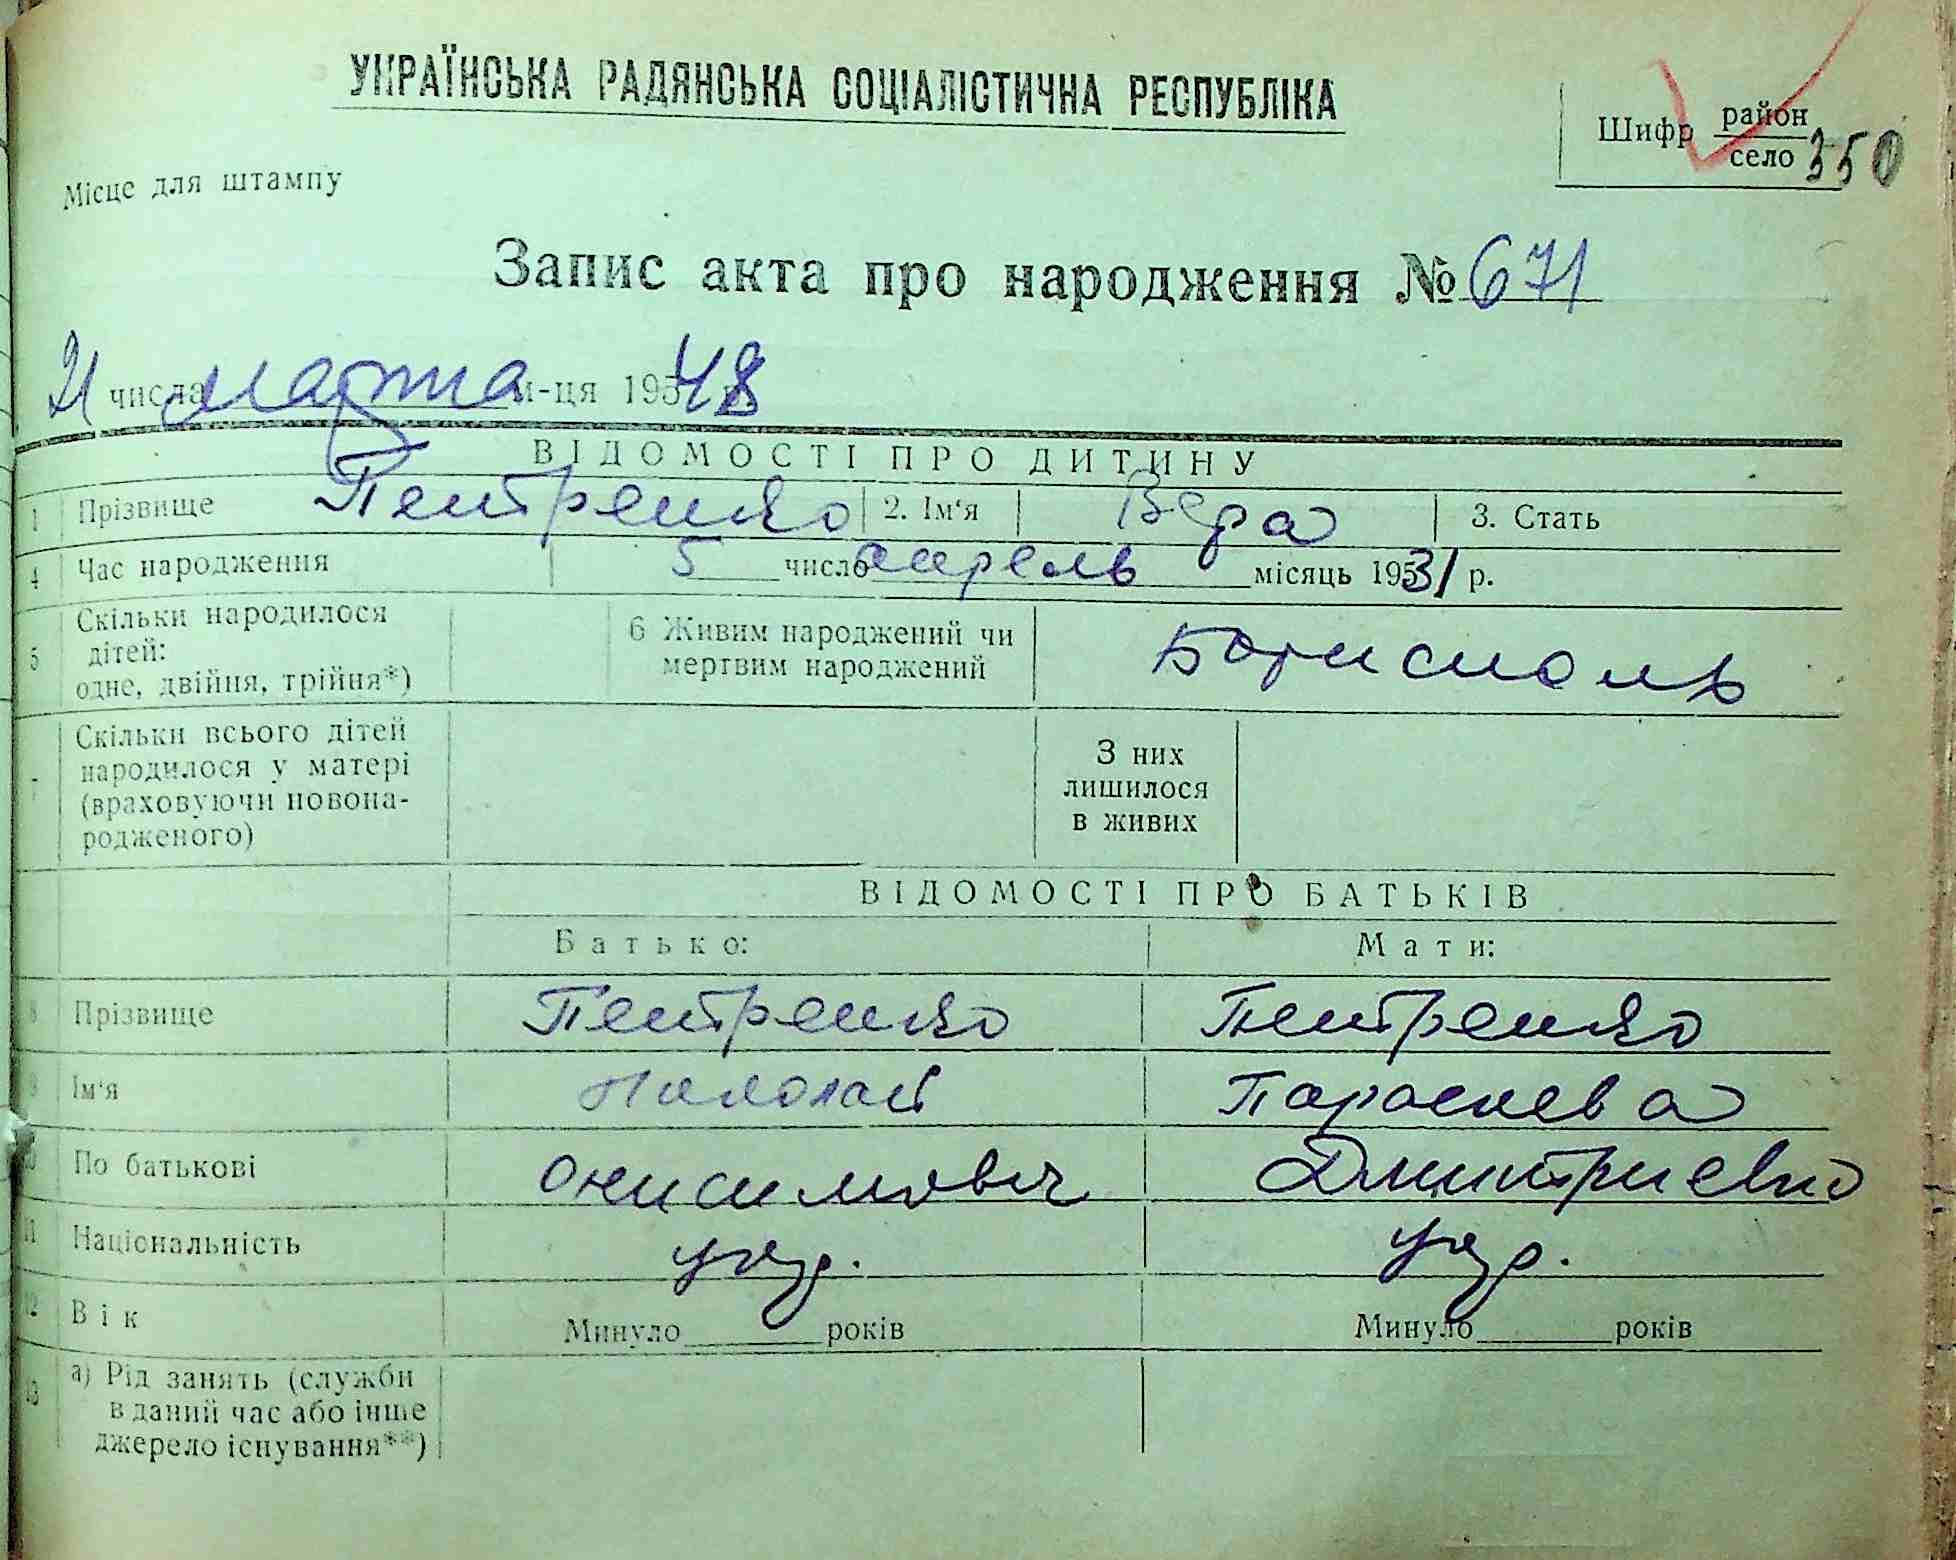 УКРАЇНСЬКА РАДЯНСЬКА СОЦІАЛІСТИЧНА РЕСПУБЛІКА
Шифр район село 350
Місце для штампу
Запис акта про народження № 671
21 числа марта м-ця 1948 р.
ВІДОМОСТІ ПРО ДИТИНУ
1 Прізвище Петренко 2. Ім'я Вера 3. Стать
4 Час народження 5 число апрель місяць 1931 р.
5 Скільки народилося
дітей:
одне, двійня, трійня*)
6 Живим народжений чи
мертвим народжений
Борисполь
7 Скільки всього дітей
народилося у матері
(враховуючи новона-
родженого)
З них
лишилося
в живих
ВІДОМОСТІ ПРО БАТЬКІВ
Батько: Мати:
8 Прізвище Петренко Петренко
9 Ім'я Николай Парасева
10 По батькові Онисимович Дмитриевна
11 Національність укр. укр.
12 Вік Минуло років Минуло років
13 а) Рід занять (служби
в даний час або інше
джерело існування**)